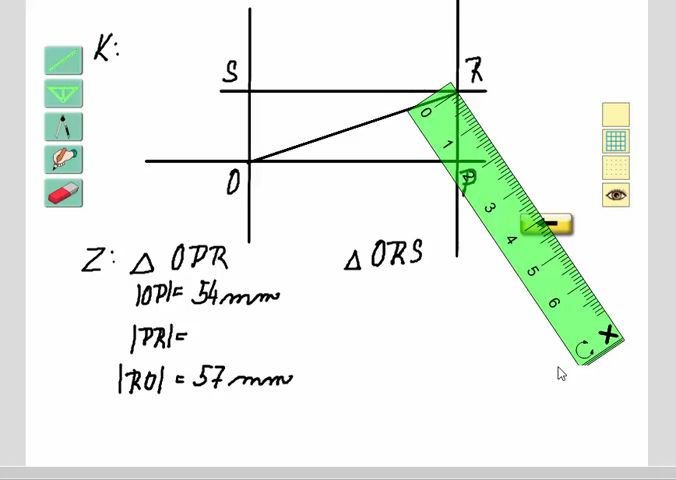 K:
S R
O P
0 1 2 3 4 5 6
Z: △ OPR △ ORS
|OP| = 54 mm
|PR| =
|RO| = 57 mm